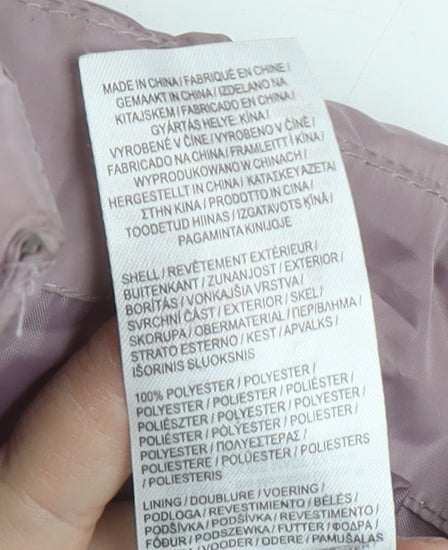 MADE IN CHINA / FABRIQUÉ EN CHINE /
GEMAAKT IN CHINA / IZDELANO NA
KITAJSKEM / FABRICADO EN CHINA /
GYÁRTÁS HELYE: KÍNA /
VYROBENÉ V ČÍNE / VYROBENO V ČÍNĚ /
FABRICADO NA CHINA / FRAMLEITT Í KÍNA /
WYPRODUKOWANO W CHINACH /
HERGESTELLT IN CHINA / ΚΑΤΑΣΚΕΥΑΖΕΤΑΙ
ΣΤΗΝ ΚΙΝΑ / PRODOTTO IN CINA /
TOODETUD HIINAS / IZGATAVOTS ĶĪNĀ /
PAGAMINTA KINIJOJE
SHELL / REVÊTEMENT EXTÉRIEUR /
BUITENKANT / ZUNANJOST / EXTERIOR /
BORÍTÁS / VONKAJŠIA VRSTVA /
SVRCHNÍ ČÁST / EXTERIOR / SKEL /
SKORUPA / OBERMATERIAL / ΠΕΡΙΒΛΗΜΑ /
STRATO ESTERNO / KEST / APVALKS /
IŠORINIS SLUOKSNIS
100% POLYESTER / POLYESTER /
POLYESTER / POLIESTER / POLIÉSTER /
POLIÉSZTER / POLYESTER / POLYESTER /
POLIÉSTER / PÓLÝESTER / POLIESTER /
POLYESTER / ΠΟΛΥΕΣΤΕΡΑΣ /
POLIESTERE / POLÜESTER / POLIESTERS
/ POLIESTERIS
LINING / DOUBLURE / VOERING /
PODLOGA / REVESTIMIENTO / BÉLÉS /
PODŠÍVKA / PODŠÍVKA / REVESTIMENTO /
FÓÐUR / PODSZEWKA / FUTTER / ΦΟΔΡΑ /
/ VOODER / ODERE / PAMUŠALAS